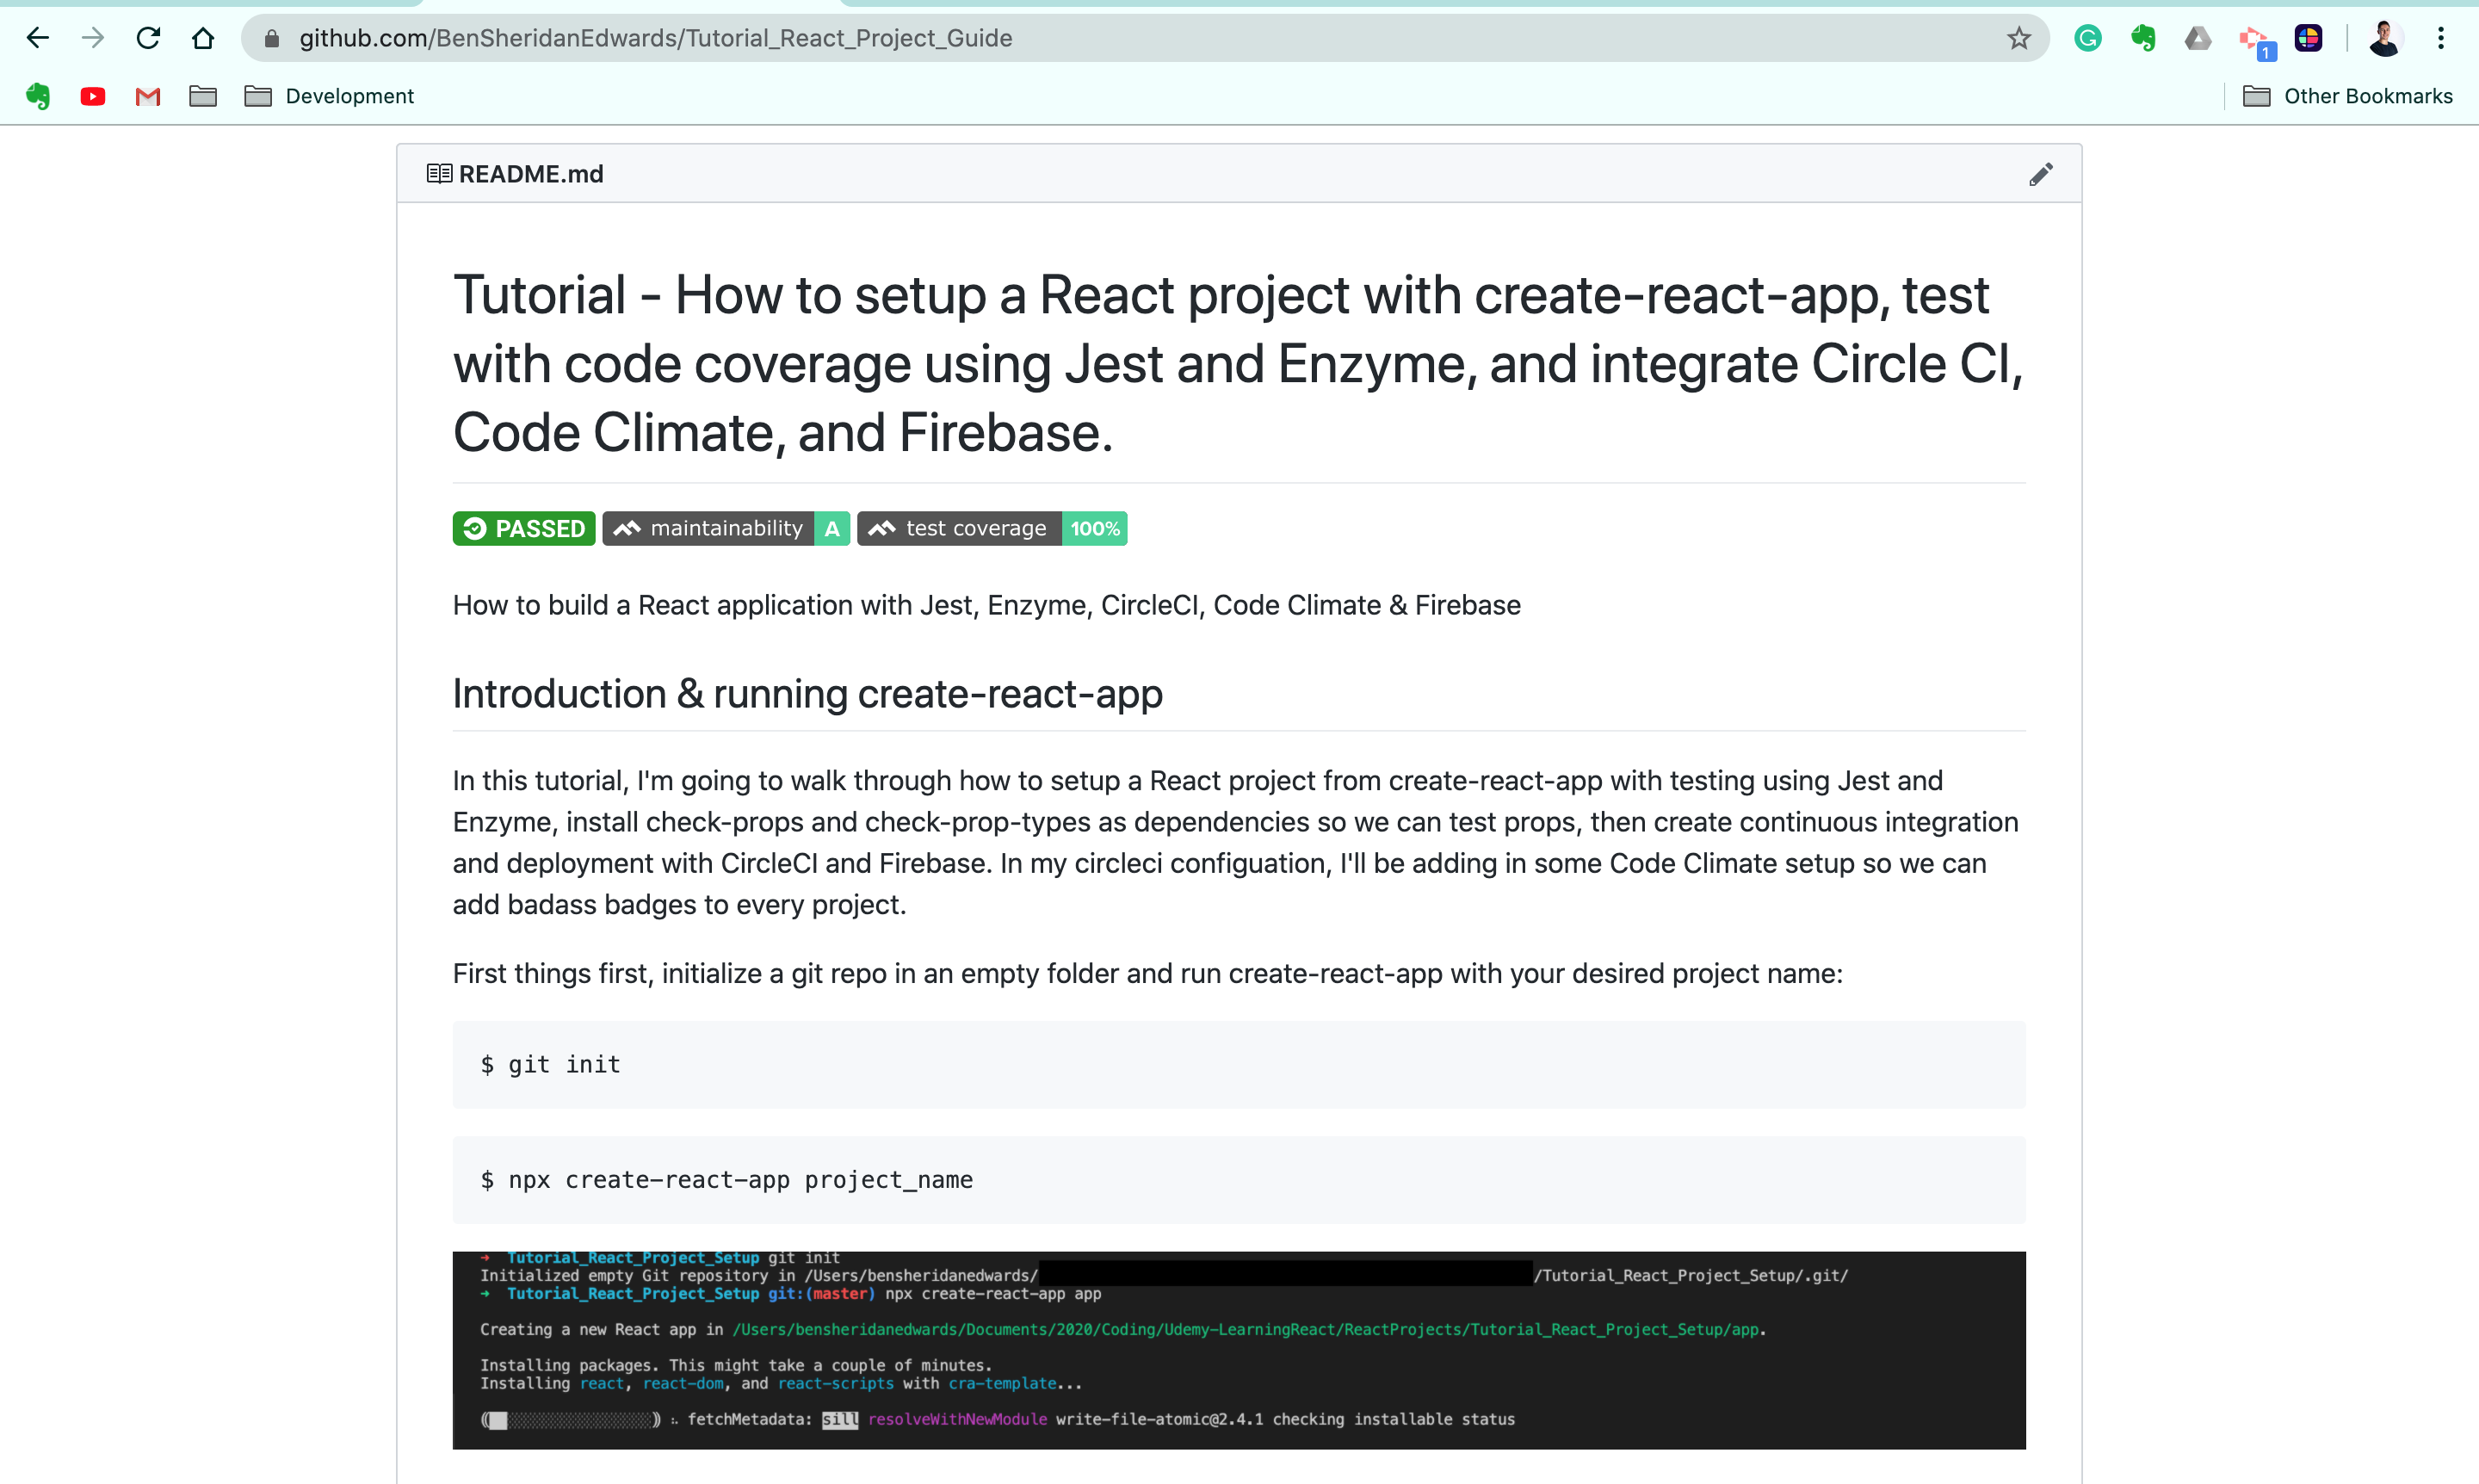 github.com/BenSheridanEdwards/Tutorial_React_Project_Guide
1
Development
Other Bookmarks
README.md
Tutorial - How to setup a React project with create-react-app, test
with code coverage using Jest and Enzyme, and integrate Circle CI,
Code Climate, and Firebase.
PASSED maintainability A test coverage 100%
How to build a React application with Jest, Enzyme, CircleCI, Code Climate & Firebase
Introduction & running create-react-app
In this tutorial, I'm going to walk through how to setup a React project from create-react-app with testing using Jest and
Enzyme, install check-props and check-prop-types as dependencies so we can test props, then create continuous integration
and deployment with CircleCI and Firebase. In my circleci configuation, I'll be adding in some Code Climate setup so we can
add badass badges to every project.
First things first, initialize a git repo in an empty folder and run create-react-app with your desired project name:
$ git init
$ npx create-react-app project_name
➜ Tutorial_React_Project_Setup git init
Initialized empty Git repository in /Users/bensheridanedwards/ /Tutorial_React_Project_Setup/.git/
➜ Tutorial_React_Project_Setup git:(master) npx create-react-app app
Creating a new React app in /Users/bensheridanedwards/Documents/2020/Coding/Udemy-LearningReact/ReactProjects/Tutorial_React_Project_Setup/app.
Installing packages. This might take a couple of minutes.
Installing react, react-dom, and react-scripts with cra-template...
fetchMetadata: sill resolveWithNewModule write-file-atomic@2.4.1 checking installable status